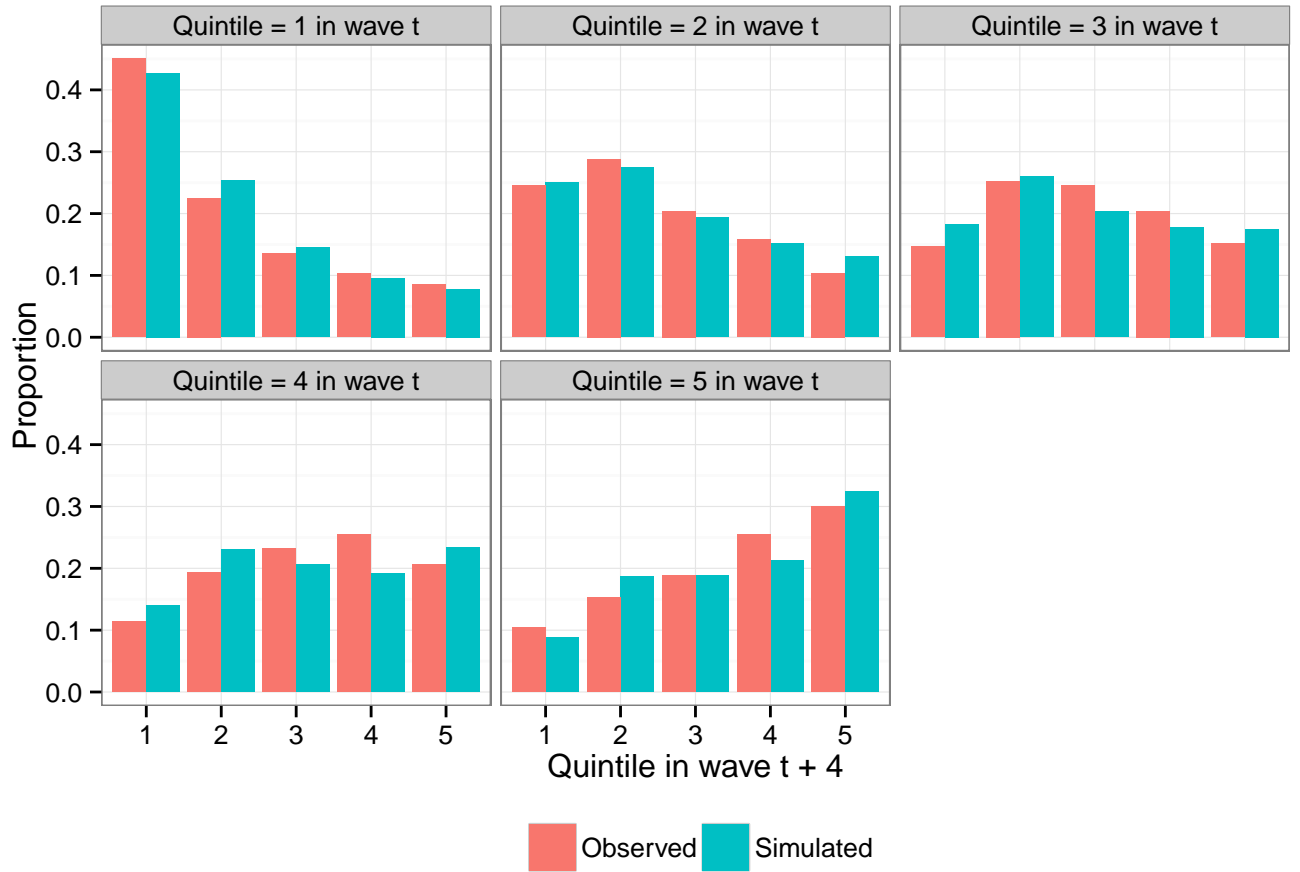 Quintile = 1 in wave t
Quintile = 2 in wave t
Quintile = 3 in wave t
0.4
0.3
0.2
0.1
0.0
Quintile = 4 in wave t
Quintile = 5 in wave t
Proportion
0.4
0.3
0.2
0.1
0.0
1 2 3 4 5
1 2 3 4 5
Quintile in wave t + 4
Observed
Simulated